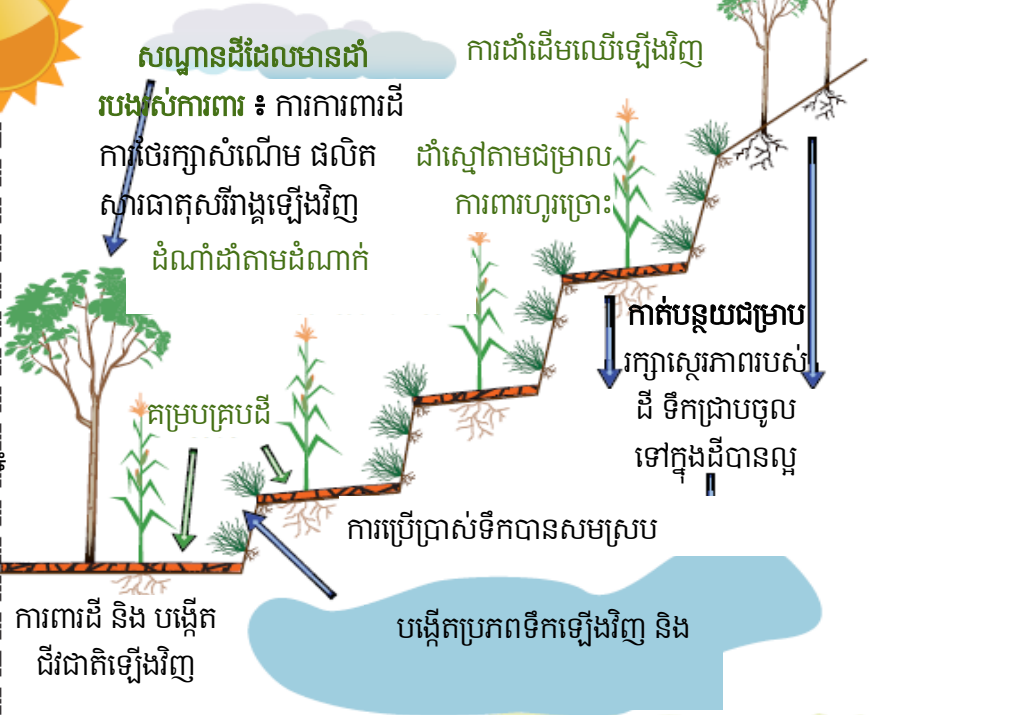 សណ្ឋានដីដែលមានដាំ
របងរស់ការពារ ៖ ការការពារដី
ការថែរក្សាសំណើម ផលិត
សារធាតុសរីរាង្គឡើងវិញ
ការដាំដើមឈើឡើងវិញ
ដាំស្មៅតាមជម្រាល
ការពារហូរច្រោះ
ដំណាំដាំតាមដំណាក់
កាត់បន្ថយជម្រាប
រក្សាស្ថេរភាពរបស់
ដី ទឹកជ្រាបចូល
ទៅក្នុងដីបានល្អ
គម្របគ្របដី
ការប្រើប្រាស់ទឹកបានសមស្រប
ការពារដី និង បង្កើត
ជីវជាតិឡើងវិញ
បង្កើតប្រភពទឹកឡើងវិញ និង